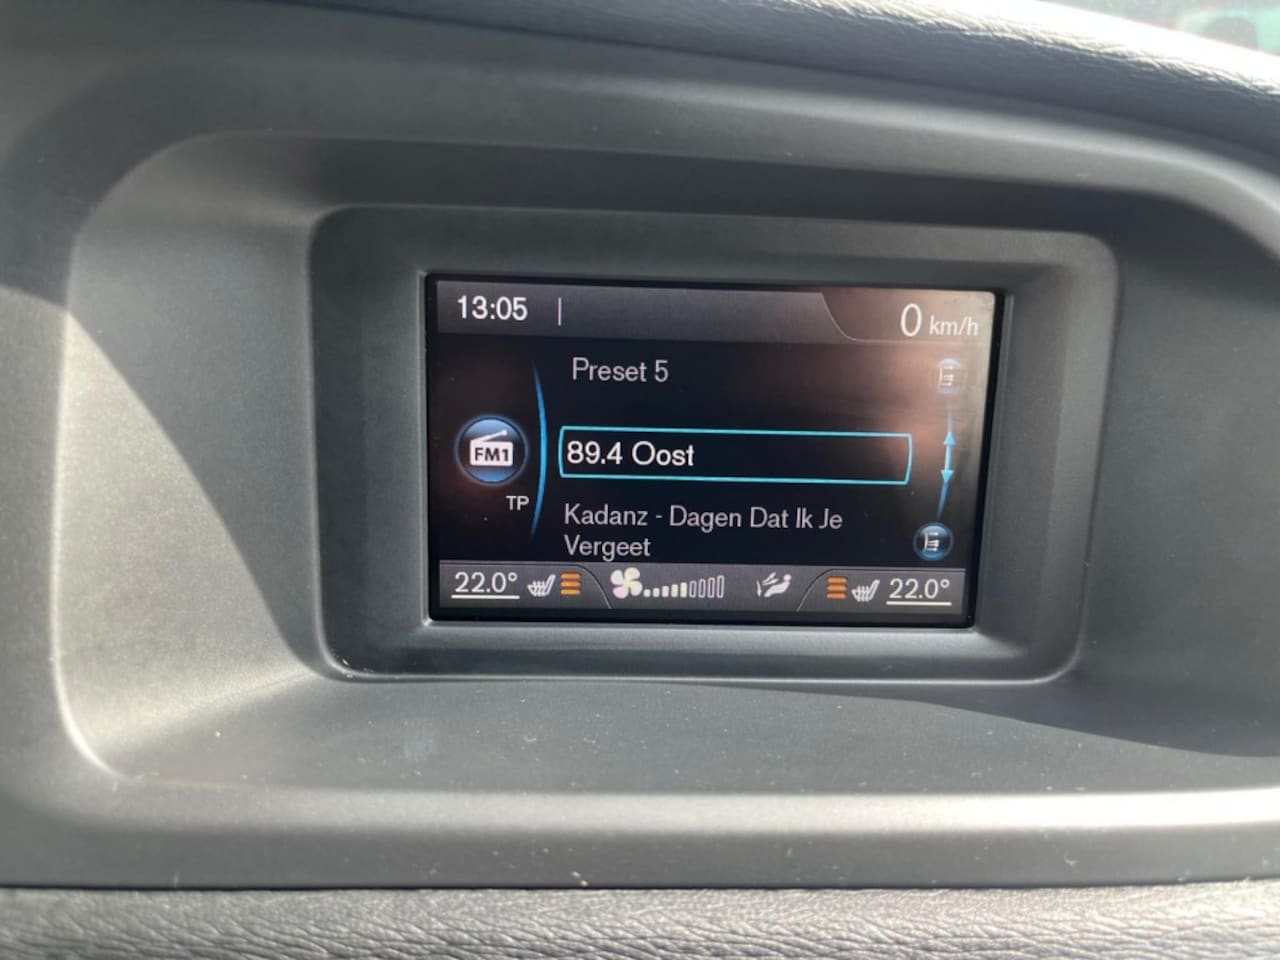 13:05
0 km/h
Preset 5
FM1
89.4 Oost
TP
Kadanz - Dagen Dat Ik Je
Vergeet
22.0° 22.0°